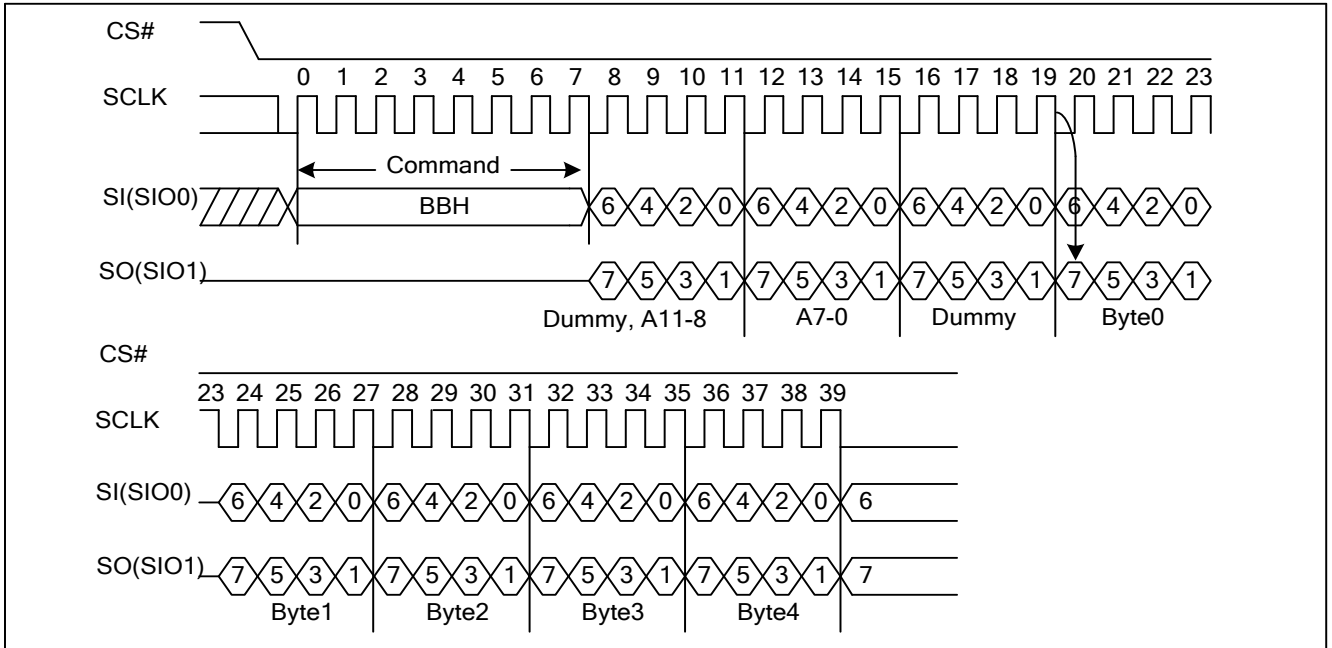 CS#
0 1 2 3 4 5 6 7 8 9 10 11 12 13 14 15 16 17 18 19 20 21 22 23
SCLK
Command
SI(SIO0) BBH 6 4 2 0 6 4 2 0 6 4 2 0 6 4 2 0
SO(SIO1) 7 5 3 1 7 5 3 1 7 5 3 1 7 5 3 1
Dummy, A11-8 A7-0 Dummy Byte0
CS#
23 24 25 26 27 28 29 30 31 32 33 34 35 36 37 38 39
SCLK
SI(SIO0) 6 4 2 0 6 4 2 0 6 4 2 0 6 4 2 0 6
SO(SIO1) 7 5 3 1 7 5 3 1 7 5 3 1 7 5 3 1 7
Byte1 Byte2 Byte3 Byte4